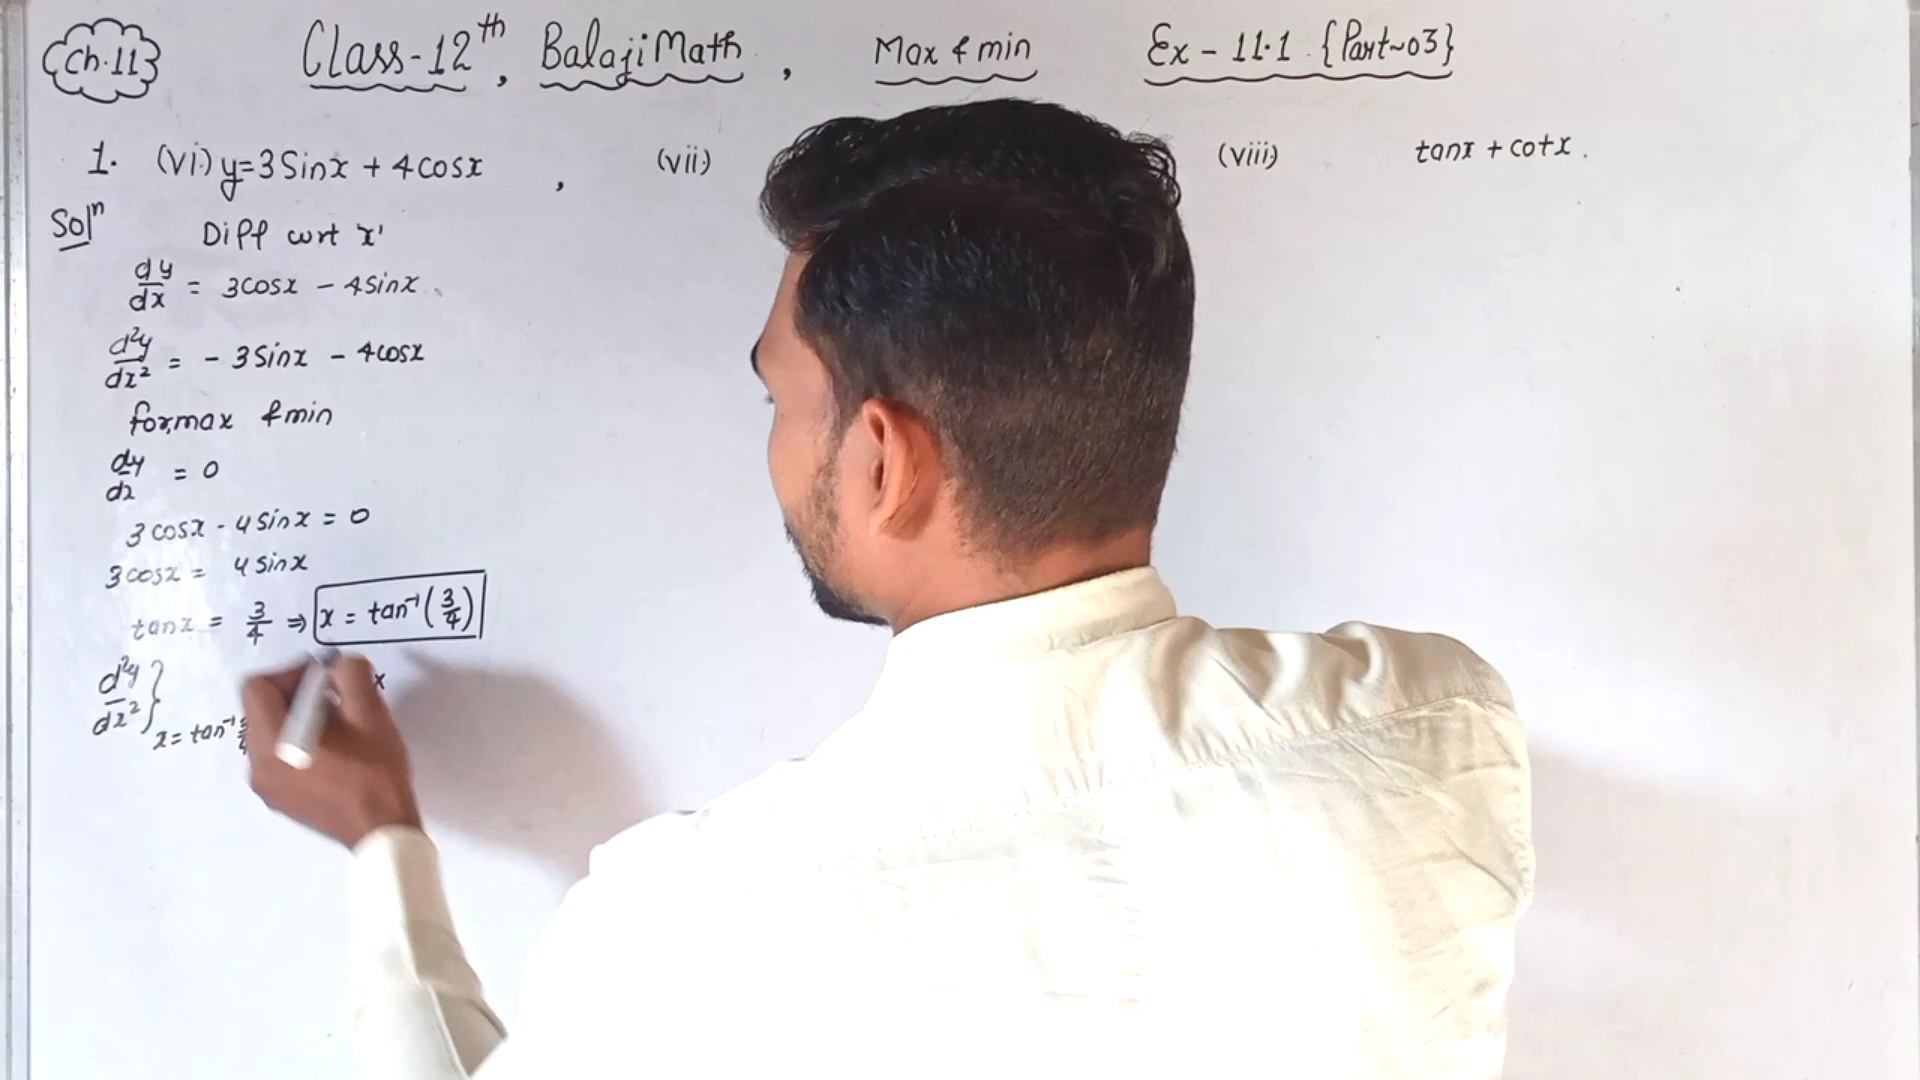 Ch.11
Class-12th, Balaji Math, Max & min Ex - 11.1 {Part~03}
1. (vi) y=3Sinx + 4cosx , (vii) (viii) tanx + cotx .
Solⁿ Diff wrt 'x'
dy/dx = 3cosx - 4sinx
d²y/dx² = - 3Sinx - 4cosx
for,max & min
dy/dx = 0
3cosx - 4sinx = 0
3cosx = 4sinx
tanx = 3/4 ⇒ x = tan⁻¹(3/4)
d²y/dx² } x = tan⁻¹ x